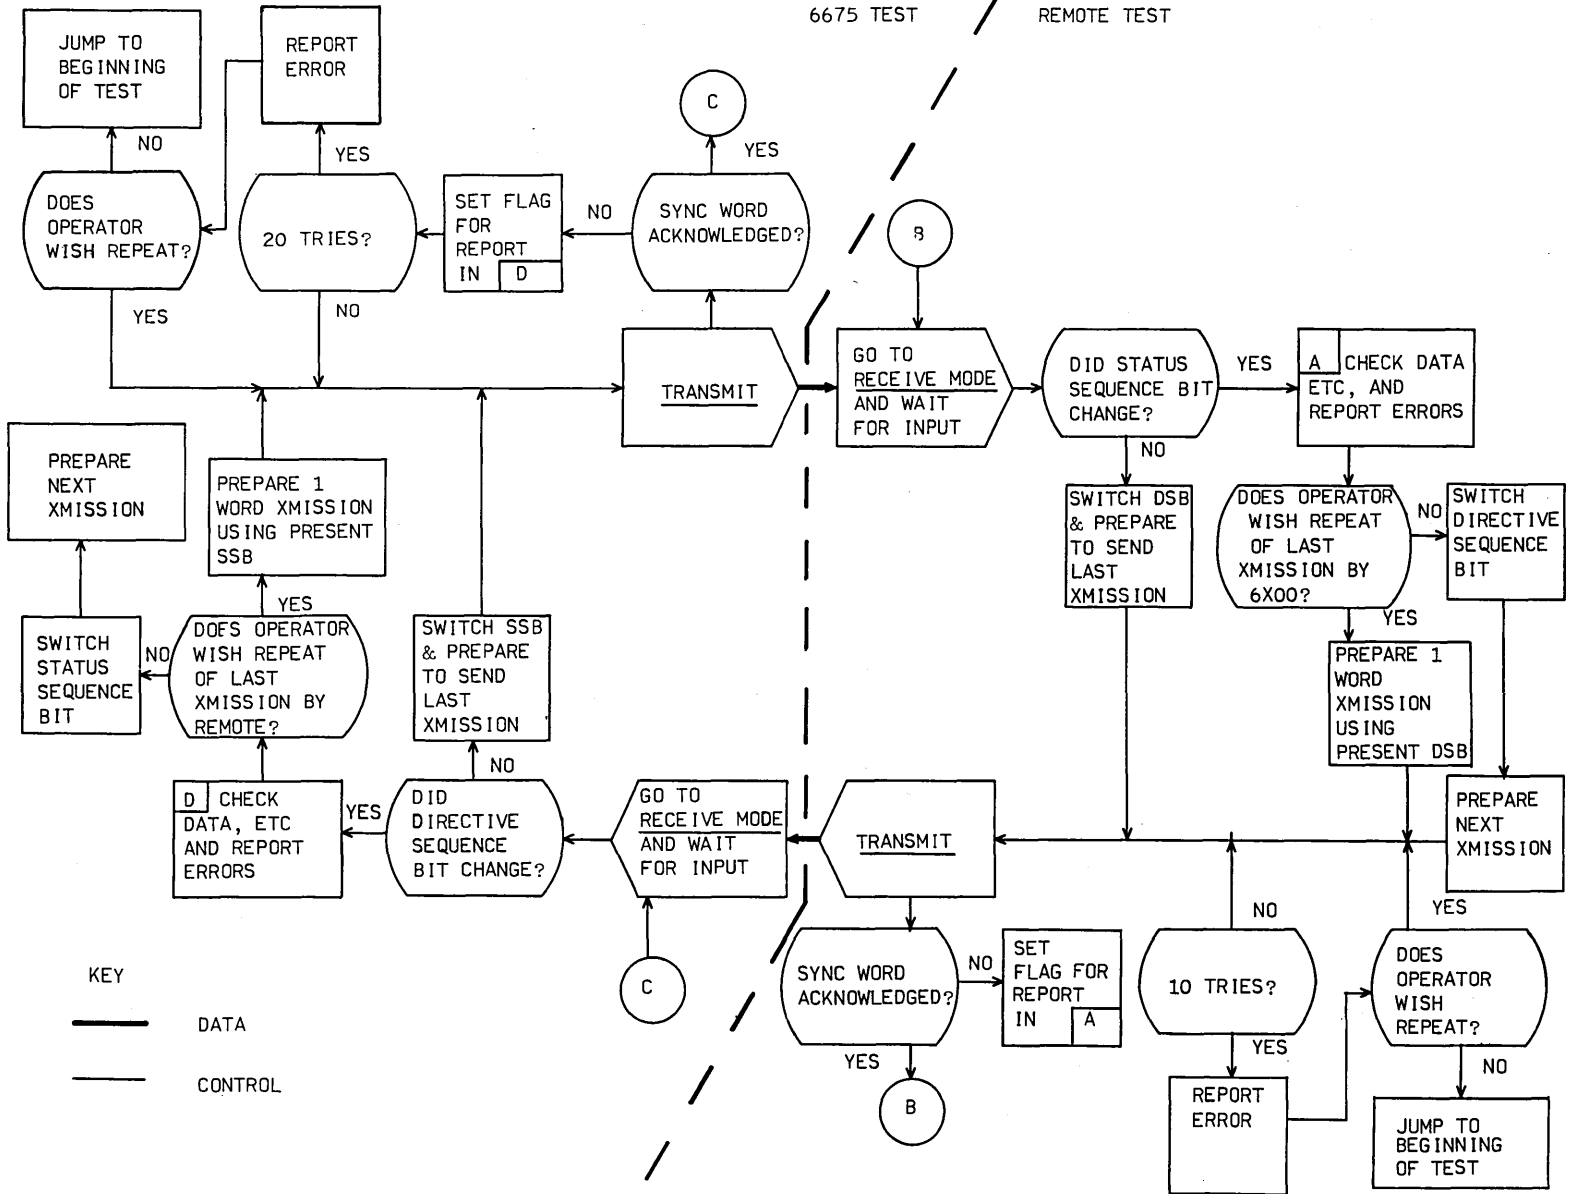 6675 TEST
REMOTE TEST
JUMP TO
BEGINNING
OF TEST
REPORT
ERROR
C
NO
YES
YES
DOES
OPERATOR
WISH REPEAT?
20 TRIES?
SET FLAG
FOR
REPORT
IN D
NO
SYNC WORD
ACKNOWLEDGED?
B
YES
NO
TRANSMIT
GO TO
RECEIVE MODE
AND WAIT
FOR INPUT
DID STATUS
SEQUENCE BIT
CHANGE?
YES
A CHECK DATA
ETC, AND
REPORT ERRORS
NO
PREPARE
NEXT
XMISSION
PREPARE 1
WORD XMISSION
USING PRESENT
SSB
SWITCH DSB
& PREPARE
TO SEND
LAST
XMISSION
DOES OPERATOR
WISH REPEAT
OF LAST
XMISSION BY
6X00?
NO
SWITCH
DIRECTIVE
SEQUENCE
BIT
YES
YES
SWITCH
STATUS
SEQUENCE
BIT
NO
DOES OPERATOR
WISH REPEAT
OF LAST
XMISSION BY
REMOTE?
SWITCH SSB
& PREPARE
TO SEND
LAST
XMISSION
PREPARE 1
WORD
XMISSION
USING
PRESENT DSB
NO
D CHECK
DATA, ETC
AND REPORT
ERRORS
YES
DID
DIRECTIVE
SEQUENCE
BIT CHANGE?
GO TO
RECEIVE MODE
AND WAIT
FOR INPUT
TRANSMIT
PREPARE
NEXT
XMISSION
NO
YES
C
SYNC WORD
ACKNOWLEDGED?
NO
SET
FLAG FOR
REPORT
IN A
10 TRIES?
DOES
OPERATOR
WISH
REPEAT?
KEY
DATA
CONTROL
YES
YES
NO
B
REPORT
ERROR
JUMP TO
BEGINNING
OF TEST